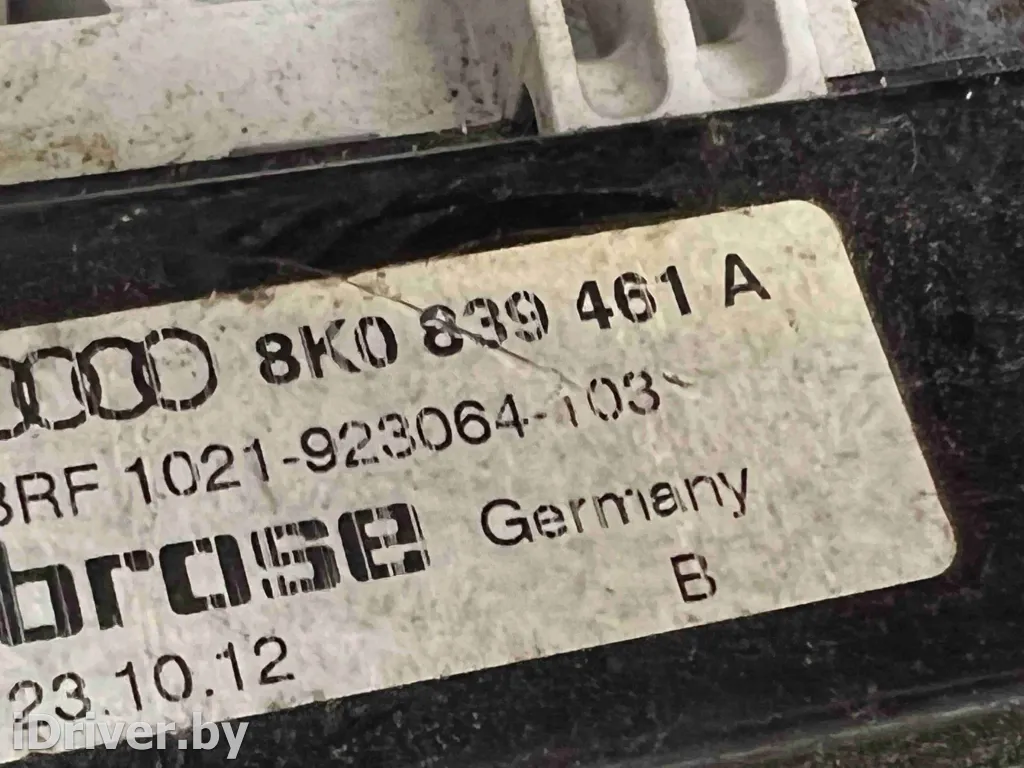 8K0 839 461 A
BRF 1021-923064-103
brose Germany
B
23.10.12
iDriver.by